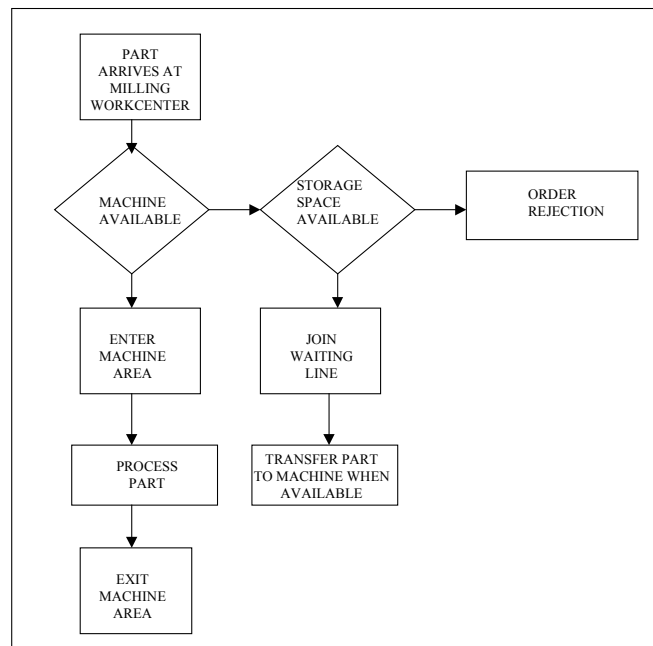 PART
ARRIVES AT
MILLING
WORKCENTER
MACHINE
AVAILABLE
STORAGE
SPACE
AVAILABLE
ORDER
REJECTION
ENTER
MACHINE
AREA
JOIN
WAITING
LINE
PROCESS
PART
TRANSFER PART
TO MACHINE WHEN
AVAILABLE
EXIT
MACHINE
AREA